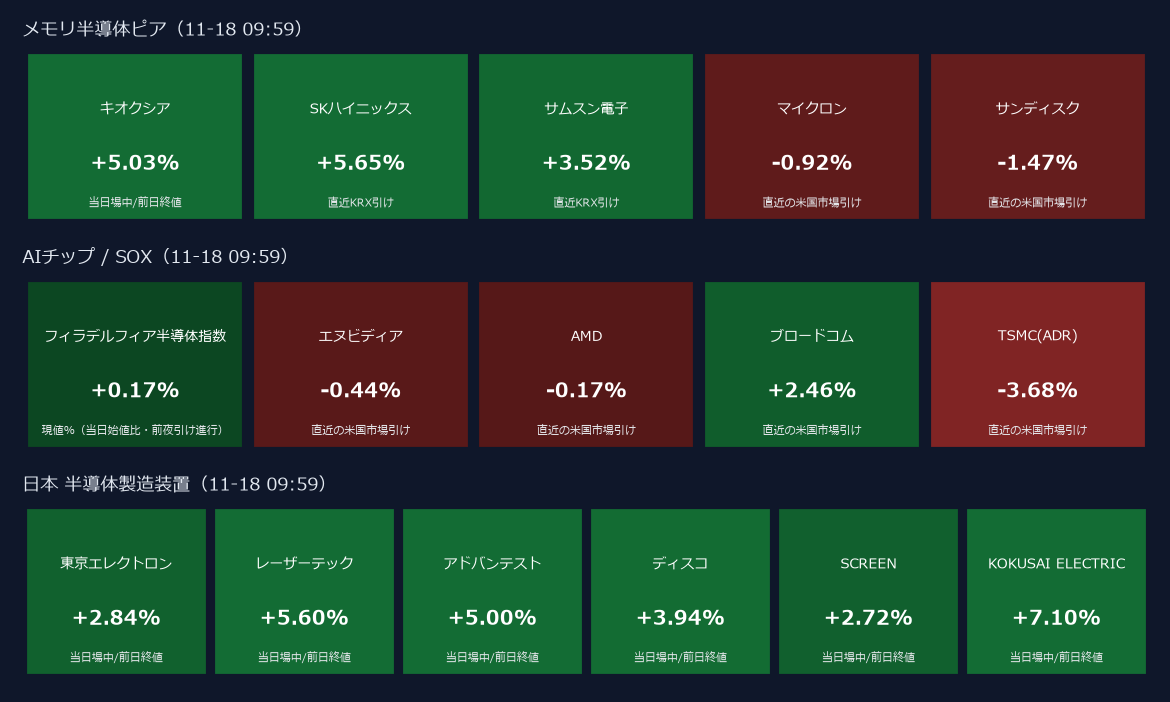 メモリ半導体ピア（11-18 09:59）
キオクシア
+5.03%
当日場中/前日終値
SKハイニックス
+5.65%
直近KRX引け
サムスン電子
+3.52%
直近KRX引け
マイクロン
-0.92%
直近の米国市場引け
サンディスク
-1.47%
直近の米国市場引け
AIチップ / SOX（11-18 09:59）
フィラデルフィア半導体指数
+0.17%
現値%（当日始値比・前夜引け進行）
エヌビディア
-0.44%
直近の米国市場引け
AMD
-0.17%
直近の米国市場引け
ブロードコム
+2.46%
直近の米国市場引け
TSMC(ADR)
-3.68%
直近の米国市場引け
日本 半導体製造装置（11-18 09:59）
東京エレクトロン
+2.84%
当日場中/前日終値
レーザーテック
+5.60%
当日場中/前日終値
アドバンテスト
+5.00%
当日場中/前日終値
ディスコ
+3.94%
当日場中/前日終値
SCREEN
+2.72%
当日場中/前日終値
KOKUSAI ELECTRIC
+7.10%
当日場中/前日終値